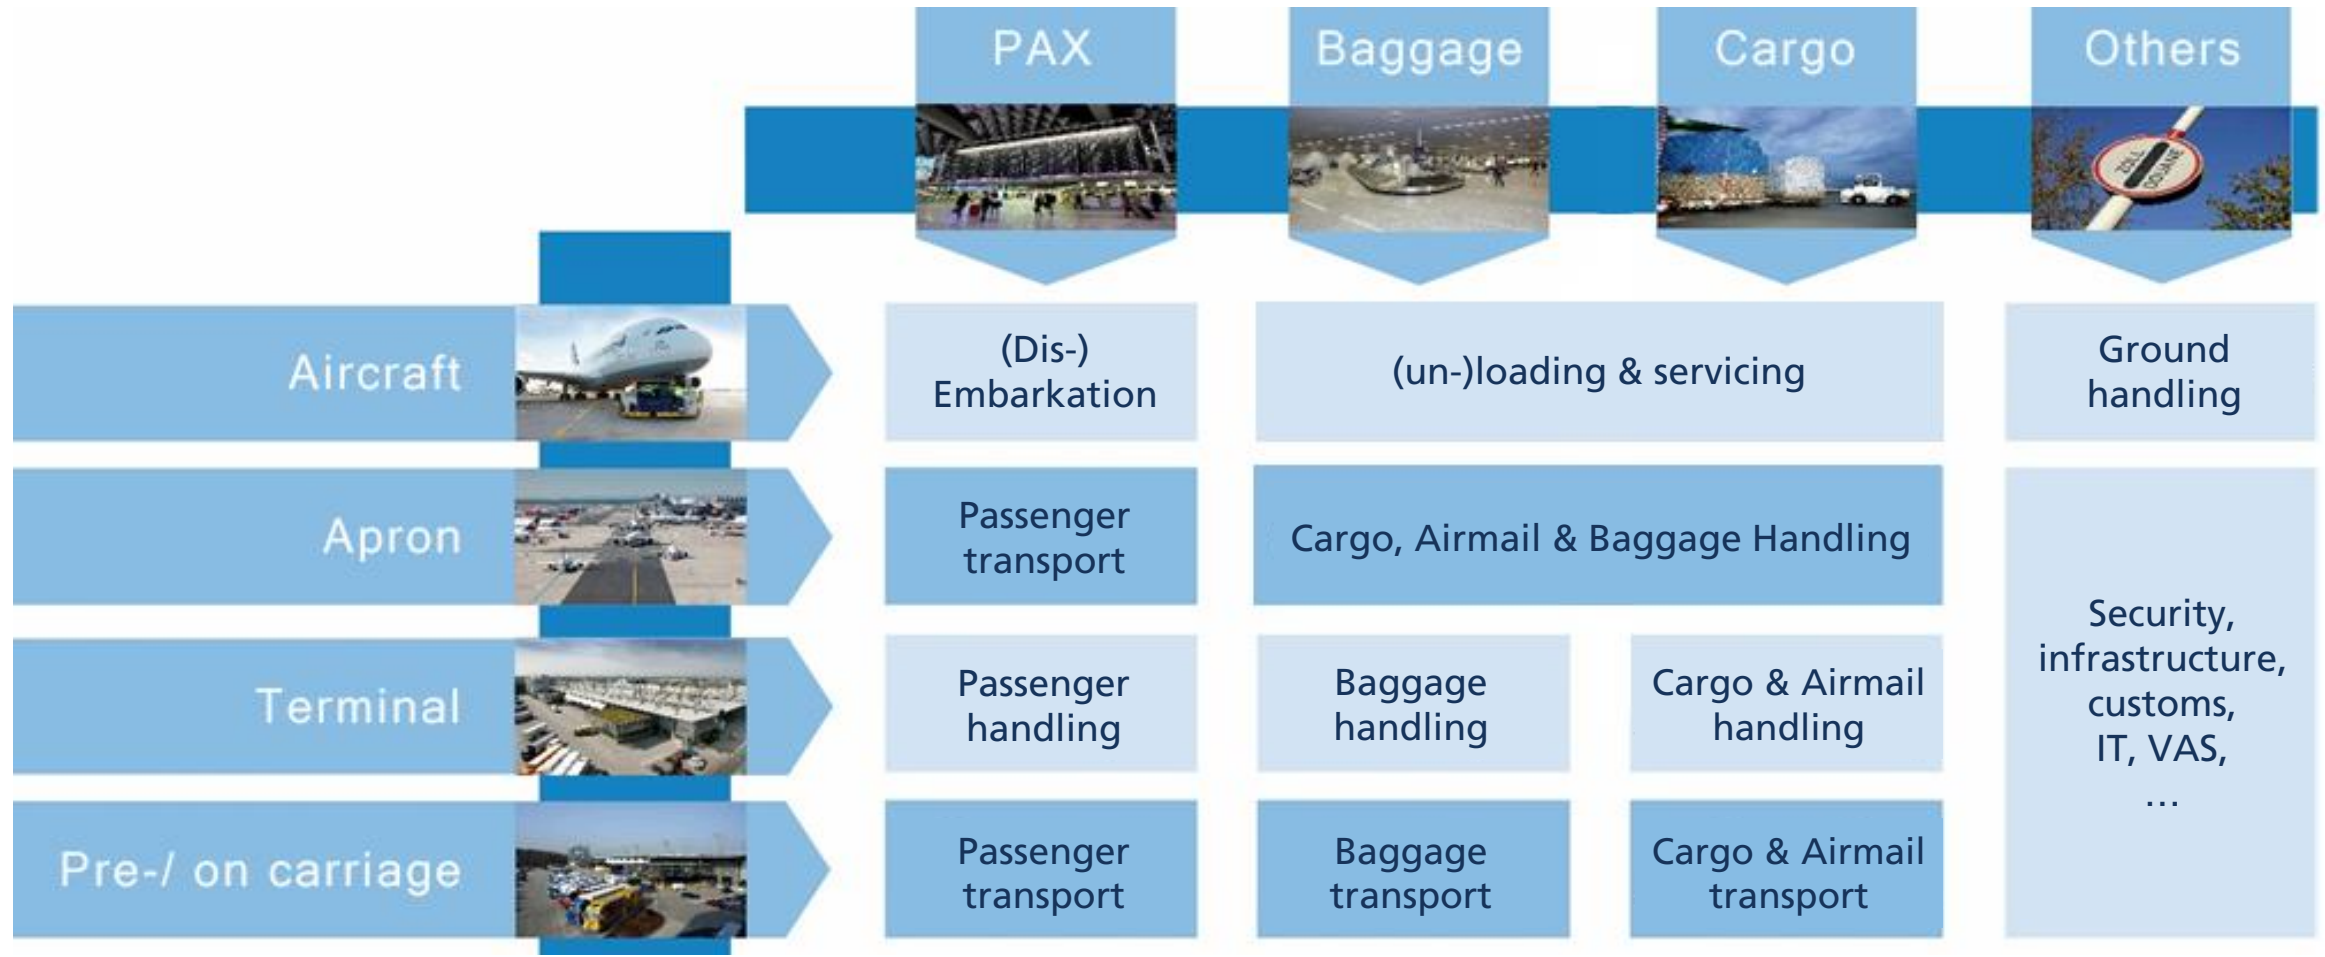 PAX
Baggage
Cargo
Others
ZOLL
DOUANE
Aircraft
(Dis-)
Embarkation
(un-)loading & servicing
Ground
handling
Apron
Passenger
transport
Cargo, Airmail & Baggage Handling
Terminal
Passenger
handling
Baggage
handling
Cargo & Airmail
handling
Security,
infrastructure,
customs,
IT, VAS,
...
Pre-/ on carriage
Passenger
transport
Baggage
transport
Cargo & Airmail
transport